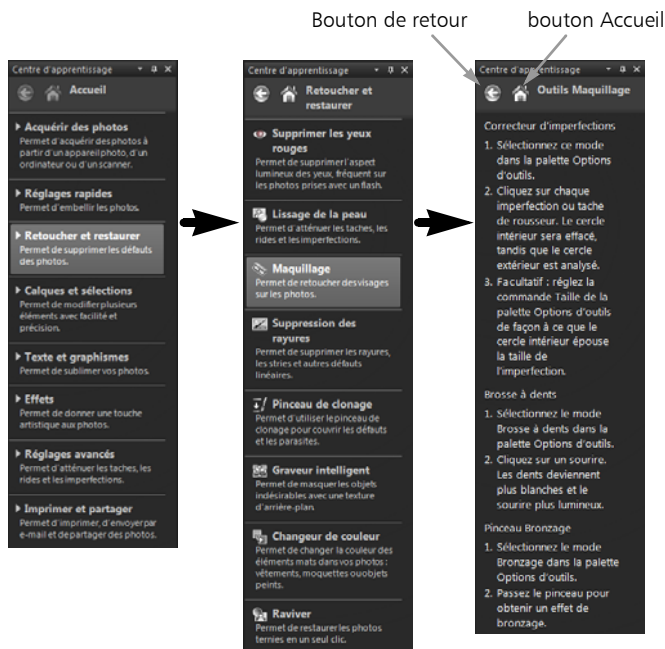 Bouton de retour
bouton Accueil
Centre d'apprentissage
Accueil
Acquérir des photos
Permet d'acquérir des photos à
partir d'un appareil photo, d'un
ordinateur ou d'un scanner.
Réglages rapides
Permet d'embellir les photos.
Retoucher et restaurer
Permet de supprimer les défauts
des photos.
Calques et sélections
Permet de modifier plusieurs
éléments avec facilité et
précision.
Texte et graphismes
Permet de sublimer vos photos.
Effets
Permet de donner une touche
artistique aux photos.
Réglages avancés
Permet d'atténuer les taches, les
rides et les imperfections.
Imprimer et partager
Permet d'imprimer, d'envoyer par
e-mail et de partager des photos.
Centre d'apprentissage
Retoucher et
restaurer
Supprimer les yeux
rouges
Permet de supprimer l'aspect
lumineux des yeux, fréquent sur
les photos prises avec un flash.
Lissage de la peau
Permet d'atténuer les taches, les
rides et les imperfections.
Maquillage
Permet de retoucher des visages
sur les photos.
Suppression des
rayures
Permet de supprimer les rayures,
les stries et autres défauts
linéaires.
Pinceau de clonage
Permet d'utiliser le pinceau de
clonage pour couvrir les défauts
et les parasites.
Graveur intelligent
Permet de masquer les objets
indésirables avec une texture
d'arrière-plan.
Changeur de couleur
Permet de changer la couleur des
éléments mats dans vos photos :
vêtements, moquettes ou objets
peints.
Raviver
Permet de restaurer les photos
ternies en un seul clic.
Centre d'apprentissage
Outils Maquillage
Correcteur d'imperfections
1. Sélectionnez ce mode
dans la palette Options
d'outils.
2. Cliquez sur chaque
imperfection ou tache
de rousseur. Le cercle
intérieur sera effacé,
tandis que le cercle
extérieur est analysé.
3. Facultatif : réglez la
commande Taille de la
palette Options d'outils
de façon à ce que le
cercle intérieur épouse
la taille de
l'imperfection.
Brosse à dents
1. Sélectionnez le mode
Brosse à dents dans la
palette Options d'outils.
2. Cliquez sur un sourire.
Les dents deviennent
plus blanches et le
sourire plus lumineux.
Pinceau Bronzage
1. Sélectionnez le mode
Bronzage dans la palette
Options d'outils.
2. Passez le pinceau pour
obtenir un effet de
bronzage.